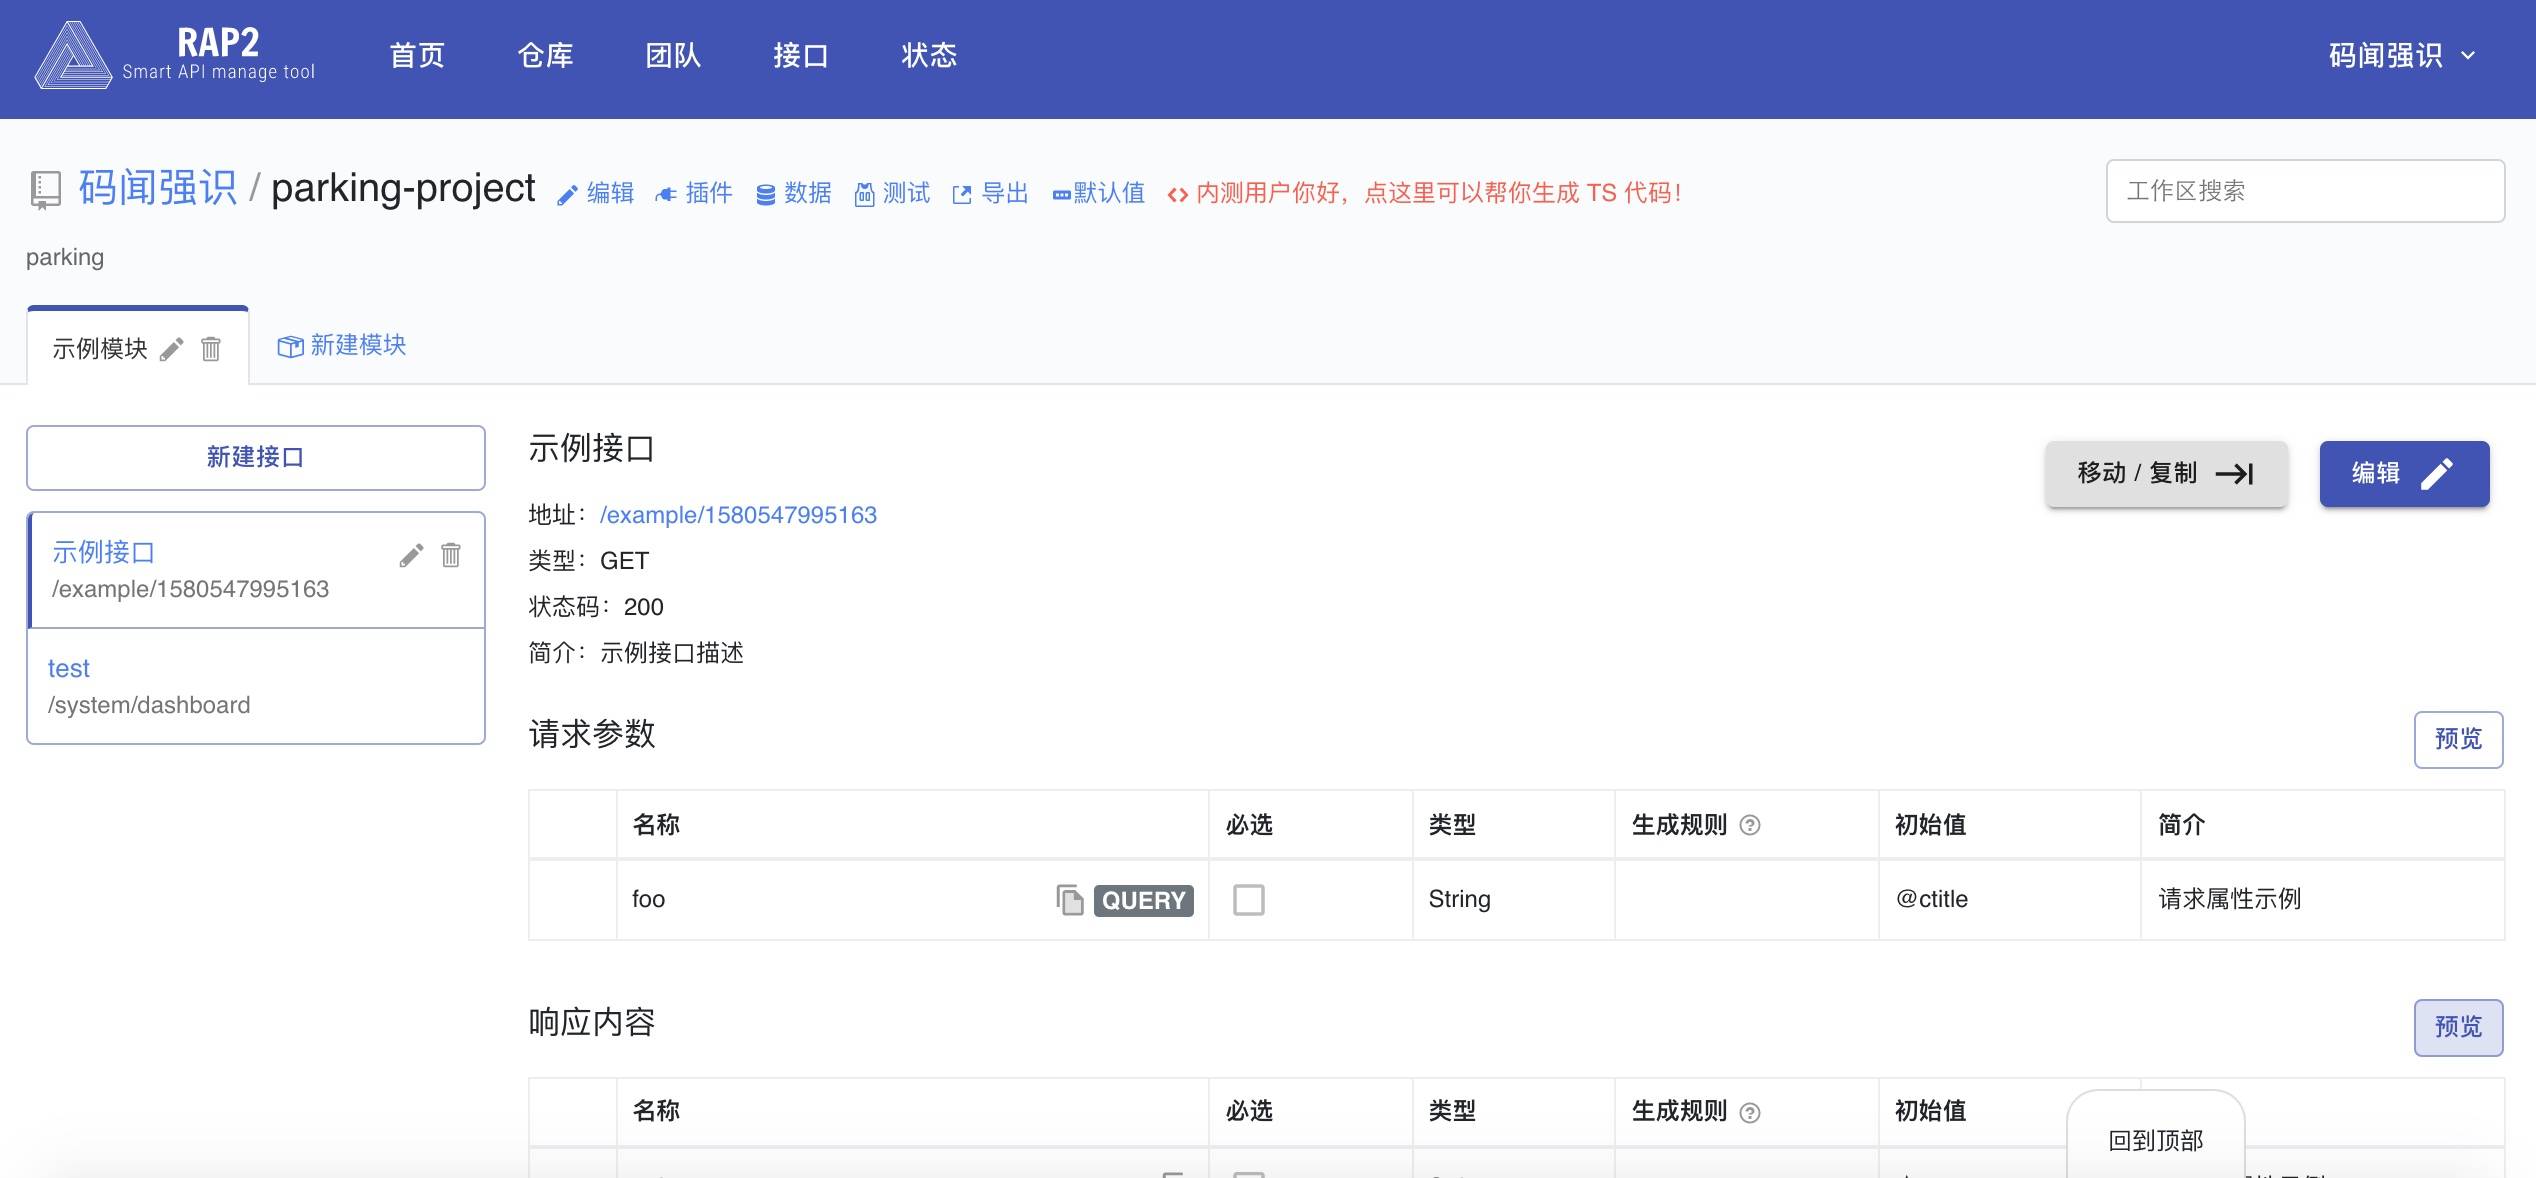 RAP2
Smart API manage tool
首页 仓库 团队 接口 状态
码闻强识
码闻强识 / parking-project 编辑 插件 数据 测试 导出 默认值 <> 内测用户你好，点这里可以帮你生成 TS 代码！
工作区搜索
parking
示例模块 新建模块
新建接口
示例接口
/example/1580547995163
test
/system/dashboard
示例接口
移动 / 复制 编辑
地址：/example/1580547995163
类型：GET
状态码：200
简介：示例接口描述
请求参数 预览
名称 必选 类型 生成规则 初始值 简介
foo QUERY String @ctitle 请求属性示例
响应内容 预览
名称 必选 类型 生成规则 初始值
回到顶部